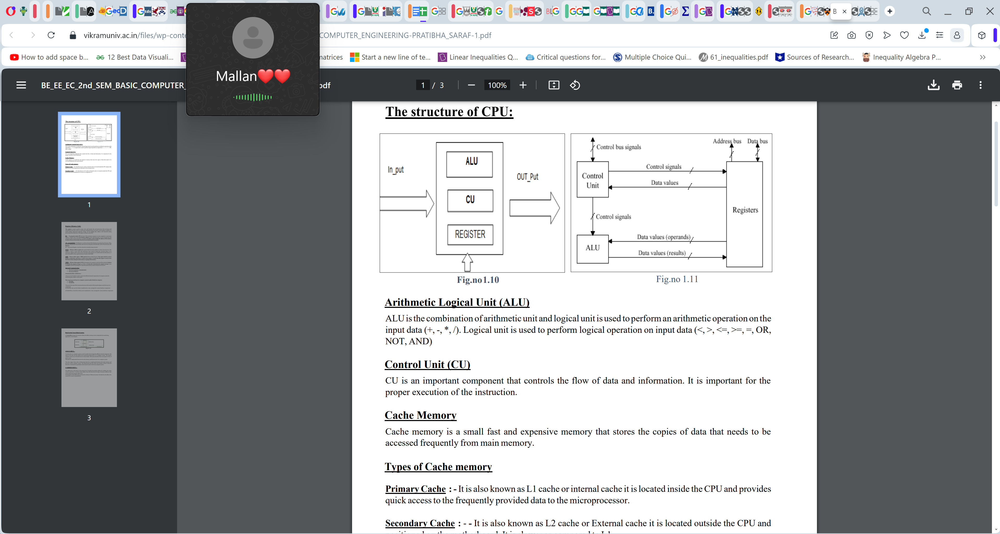 vikramuniv.ac.in/files/wp-conte
COMPUTER_ENGINEERING-PRATIBHA_SARAF-1.pdf
How to add space b...
12 Best Data Visuali...
natrices
Start a new line of te...
Linear Inequalities Q...
Critical questions for...
Multiple Choice Qui...
61_inequalities.pdf
Sources of Research...
Inequality Algebra P...
Mallan❤️❤️
BE_EE_EC_2nd_SEM_BASIC_COMPUTER_
pdf
1 / 3
100%
1
2
3
The structure of CPU:
In_put
ALU
CU
REGISTER
OUT_Put
Fig.no1.10
Control bus signals
Address bus
Data bus
Control signals
Control
Unit
Data values
Registers
Control signals
Data values (operands)
ALU
Data values (results)
Fig.no 1.11
Arithmetic Logical Unit (ALU)
ALU is the combination of arithmetic unit and logical unit is used to perform an arithmetic operation on the
input data (+, -, *, /). Logical unit is used to perform logical operation on input data (<, >, <=, >=, =, OR,
NOT, AND)
Control Unit (CU)
CU is an important component that controls the flow of data and information. It is important for the
proper execution of the instruction.
Cache Memory
Cache memory is a small fast and expensive memory that stores the copies of data that needs to be
accessed frequently from main memory.
Types of Cache memory
Primary Cache : - It is also known as L1 cache or internal cache it is located inside the CPU and provides
quick access to the frequently provided data to the microprocessor.
Secondary Cache : - - It is also known as L2 cache or External cache it is located outside the CPU and